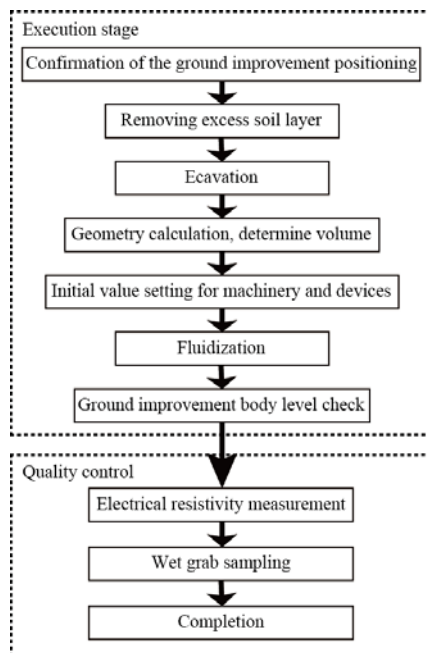 Execution stage
Confirmation of the ground improvement positioning
Removing excess soil layer
Ecavation
Geometry calculation, determine volume
Initial value setting for machinery and devices
Fluidization
Ground improvement body level check
Quality control
Electrical resistivity measurement
Wet grab sampling
Completion